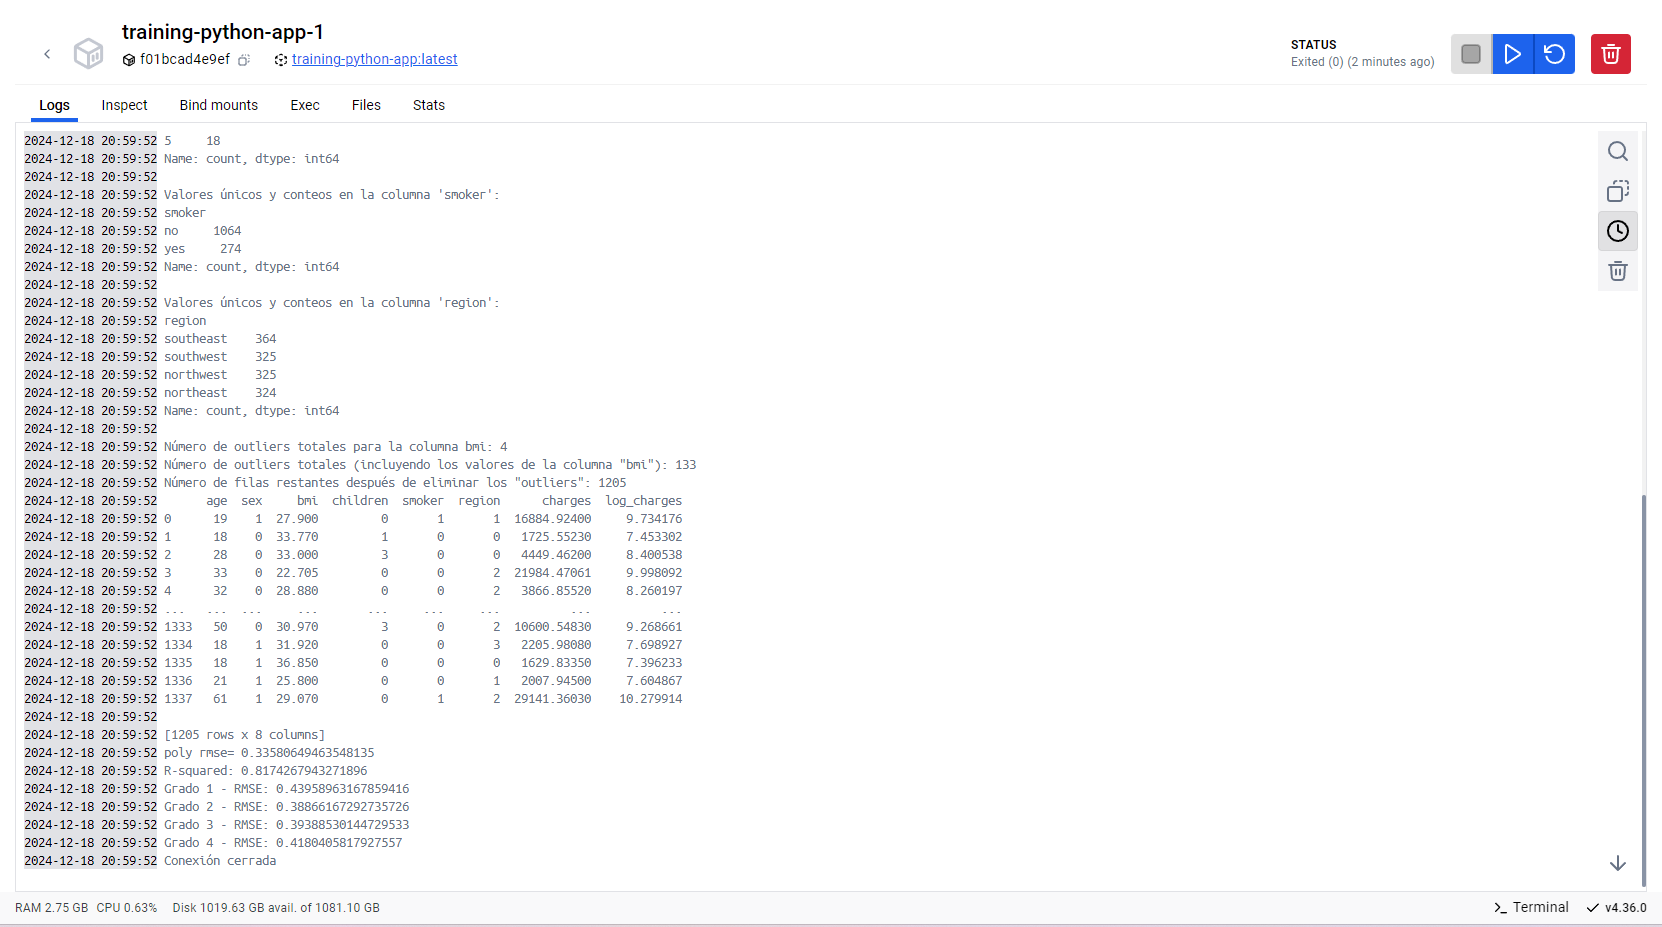 training-python-app-1
f01bcad4e9ef training-python-app:latest
STATUS
Exited (0) (2 minutes ago)
Logs Inspect Bind mounts Exec Files Stats
2024-12-18 20:59:52 5     18
2024-12-18 20:59:52 Name: count, dtype: int64
2024-12-18 20:59:52
2024-12-18 20:59:52 Valores únicos y conteos en la columna 'smoker':
2024-12-18 20:59:52 smoker
2024-12-18 20:59:52 no     1064
2024-12-18 20:59:52 yes     274
2024-12-18 20:59:52 Name: count, dtype: int64
2024-12-18 20:59:52
2024-12-18 20:59:52 Valores únicos y conteos en la columna 'region':
2024-12-18 20:59:52 region
2024-12-18 20:59:52 southeast    364
2024-12-18 20:59:52 southwest    325
2024-12-18 20:59:52 northwest    325
2024-12-18 20:59:52 northeast    324
2024-12-18 20:59:52 Name: count, dtype: int64
2024-12-18 20:59:52
2024-12-18 20:59:52 Número de outliers totales para la columna bmi: 4
2024-12-18 20:59:52 Número de outliers totales (incluyendo los valores de la columna "bmi"): 133
2024-12-18 20:59:52 Número de filas restantes después de eliminar los "outliers": 1205
2024-12-18 20:59:52       age  sex     bmi  children  smoker  region      charges  log_charges
2024-12-18 20:59:52 0      19    1  27.900         0       1       1  16884.92400     9.734176
2024-12-18 20:59:52 1      18    0  33.770         1       0       0   1725.55230     7.453302
2024-12-18 20:59:52 2      28    0  33.000         3       0       0   4449.46200     8.400538
2024-12-18 20:59:52 3      33    0  22.705         0       0       2  21984.47061     9.998092
2024-12-18 20:59:52 4      32    0  28.880         0       0       2   3866.85520     8.260197
2024-12-18 20:59:52 ...   ...  ...     ...       ...     ...     ...          ...          ...
2024-12-18 20:59:52 1333   50    0  30.970         3       0       2  10600.54830     9.268661
2024-12-18 20:59:52 1334   18    1  31.920         0       0       3   2205.98080     7.698927
2024-12-18 20:59:52 1335   18    1  36.850         0       0       0   1629.83350     7.396233
2024-12-18 20:59:52 1336   21    1  25.800         0       0       1   2007.94500     7.604867
2024-12-18 20:59:52 1337   61    1  29.070         0       1       2  29141.36030    10.279914
2024-12-18 20:59:52
2024-12-18 20:59:52 [1205 rows x 8 columns]
2024-12-18 20:59:52 poly rmse= 0.33580649463548135
2024-12-18 20:59:52 R-squared: 0.8174267943271896
2024-12-18 20:59:52 Grado 1 - RMSE: 0.43958963167859416
2024-12-18 20:59:52 Grado 2 - RMSE: 0.38866167292735726
2024-12-18 20:59:52 Grado 3 - RMSE: 0.39388530144729533
2024-12-18 20:59:52 Grado 4 - RMSE: 0.4180405817927557
2024-12-18 20:59:52 Conexión cerrada
RAM 2.75 GB CPU 0.63% Disk 1019.63 GB avail. of 1081.10 GB >_ Terminal v4.36.0